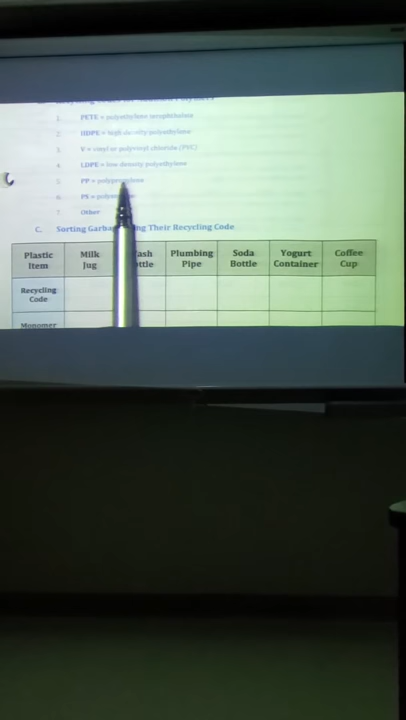 1. PETE = polyethylene terephthalate
2. HDPE = high density polyethylene
3. V = vinyl or polyvinyl chloride (PVC)
4. LDPE = low density polyethylene
5. PP = polypropylene
6. PS =
7. Other
C. Sorting Their Recycling Code
Plastic Item Milk Jug Plumbing Pipe Soda Bottle Yogurt Container Coffee Cup
Recycling Code
Monomer